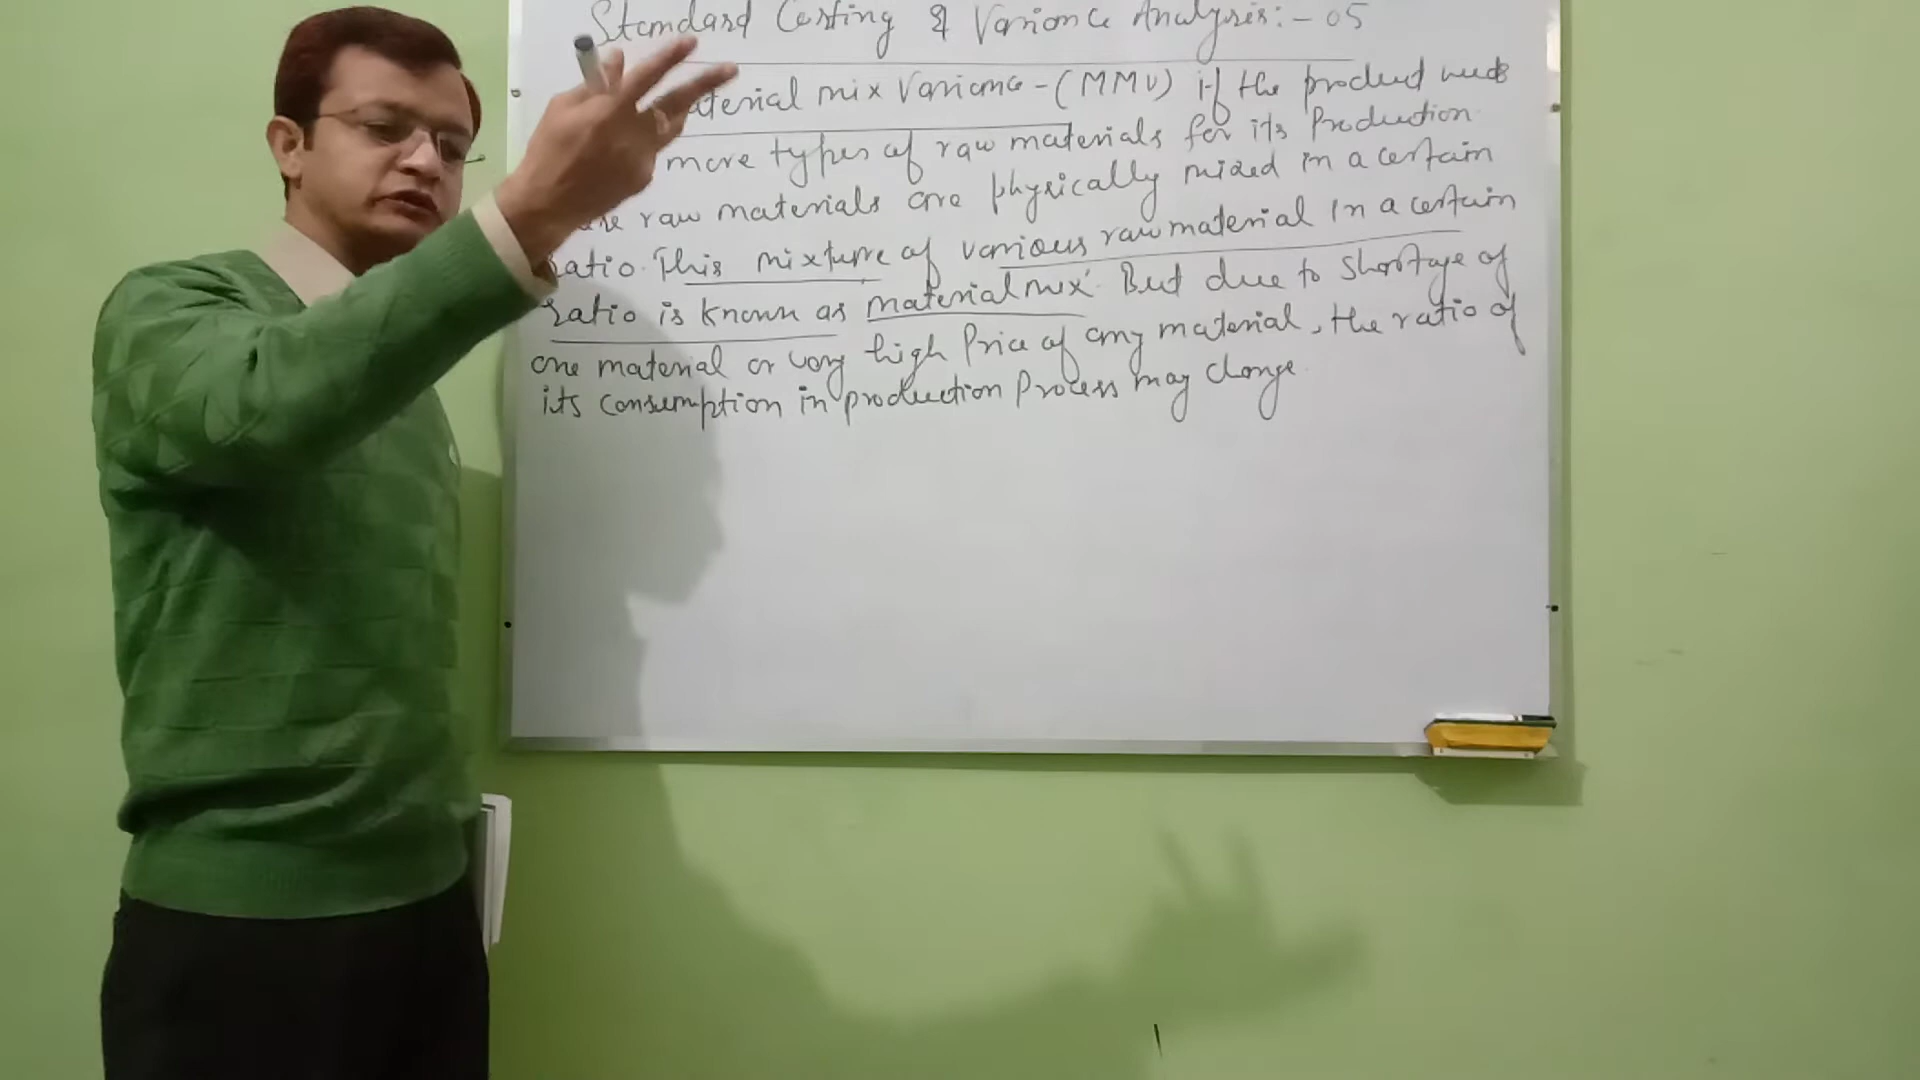 Standard Costing & Variance Analysis:- 05
aterial mix Variance - (MMV) if the product needs
more types of raw materials for its Production
raw materials are physically mixed in a certain
ratio. This mixture of various raw material in a certain
ratio is known as 'material mix'. But due to shortage of
one material or very high Price of any material, the ratio of
its consumption in production Process may change.